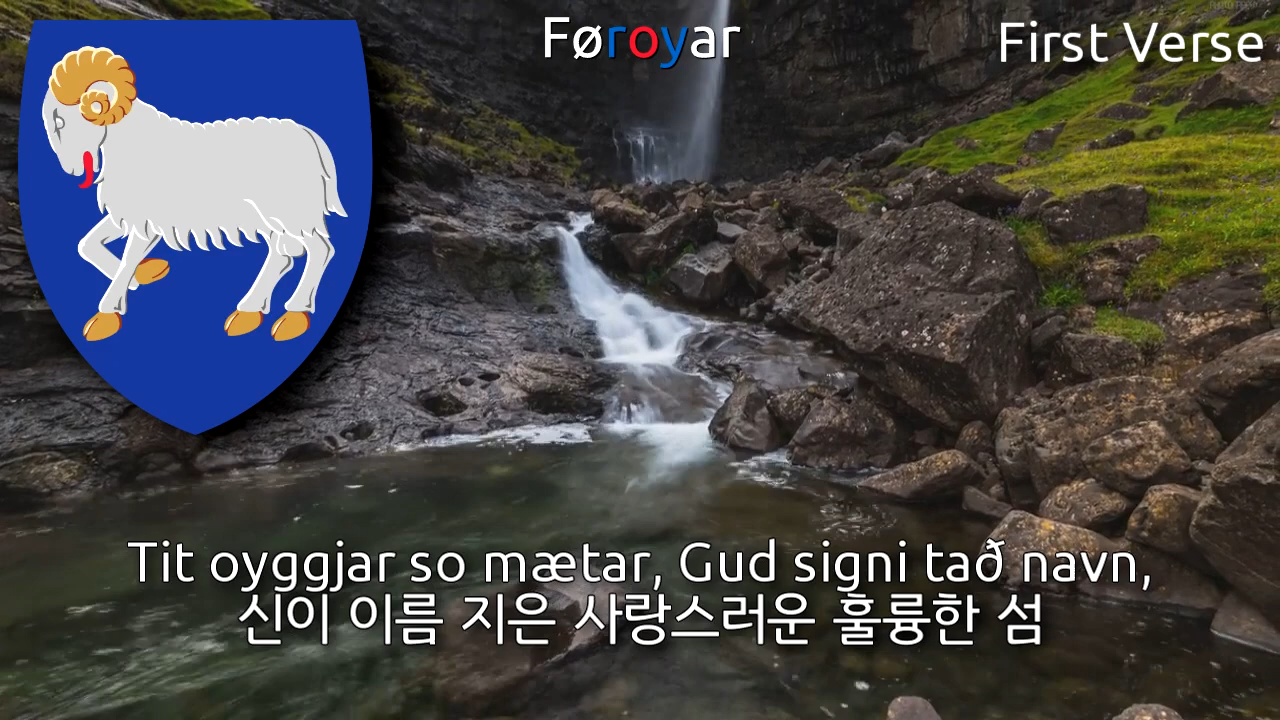 Føroyar
First Verse
Tit oyggjar so mætar, Gud signi tað navn,
신이 이름 지은 사랑스러운 훌륭한 섬